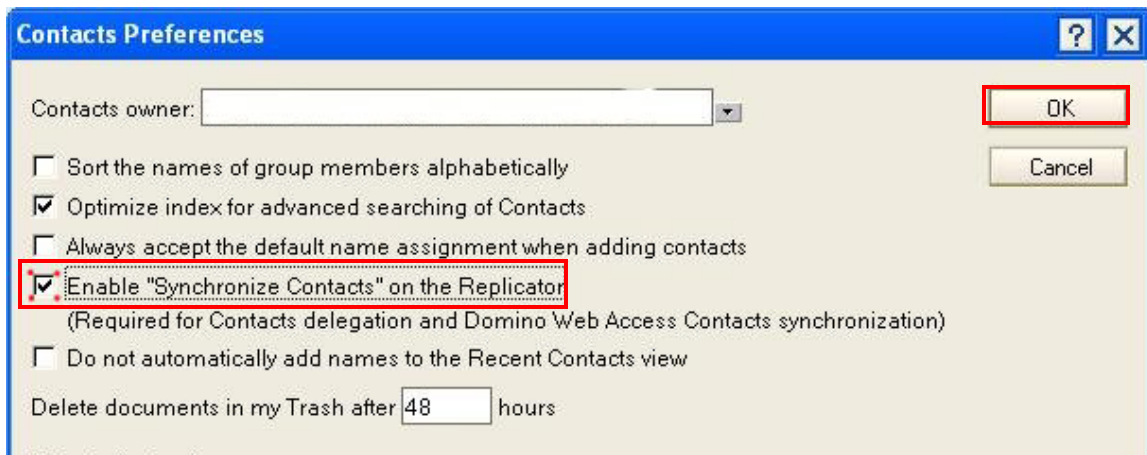 Contacts Preferences
Contacts owner:
OK
Sort the names of group members alphabetically
Cancel
Optimize index for advanced searching of Contacts
Always accept the default name assignment when adding contacts
Enable "Synchronize Contacts" on the Replicator
(Required for Contacts delegation and Domino Web Access Contacts synchronization)
Do not automatically add names to the Recent Contacts view
Delete documents in my Trash after 48 hours